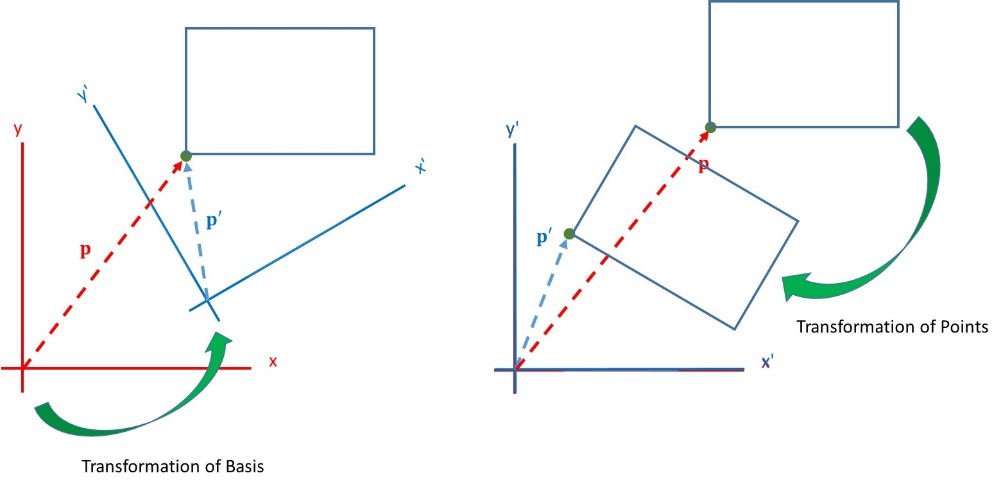 y
y'
x'
p
p'
x
Transformation of Basis
y'
p
p'
x'
Transformation of Points